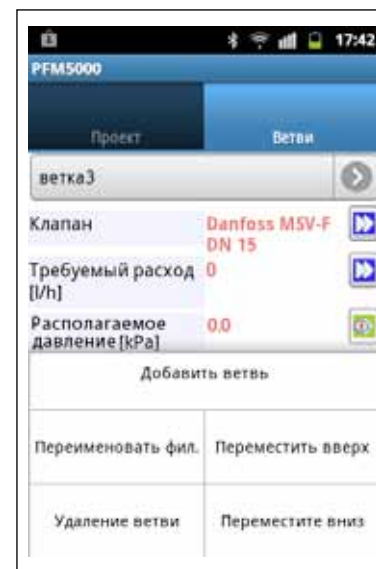 17:42
PFM5000
Проект
Ветви
ветка3
Клапан
Danfoss MSV-F
DN 15
Требуемый расход
[l/h]
0
Располагаемое
давление [kPa]
0.0
Добавить ветвь
Переименовать фил.
Переместить вверх
Удаление ветви
Переместите вниз